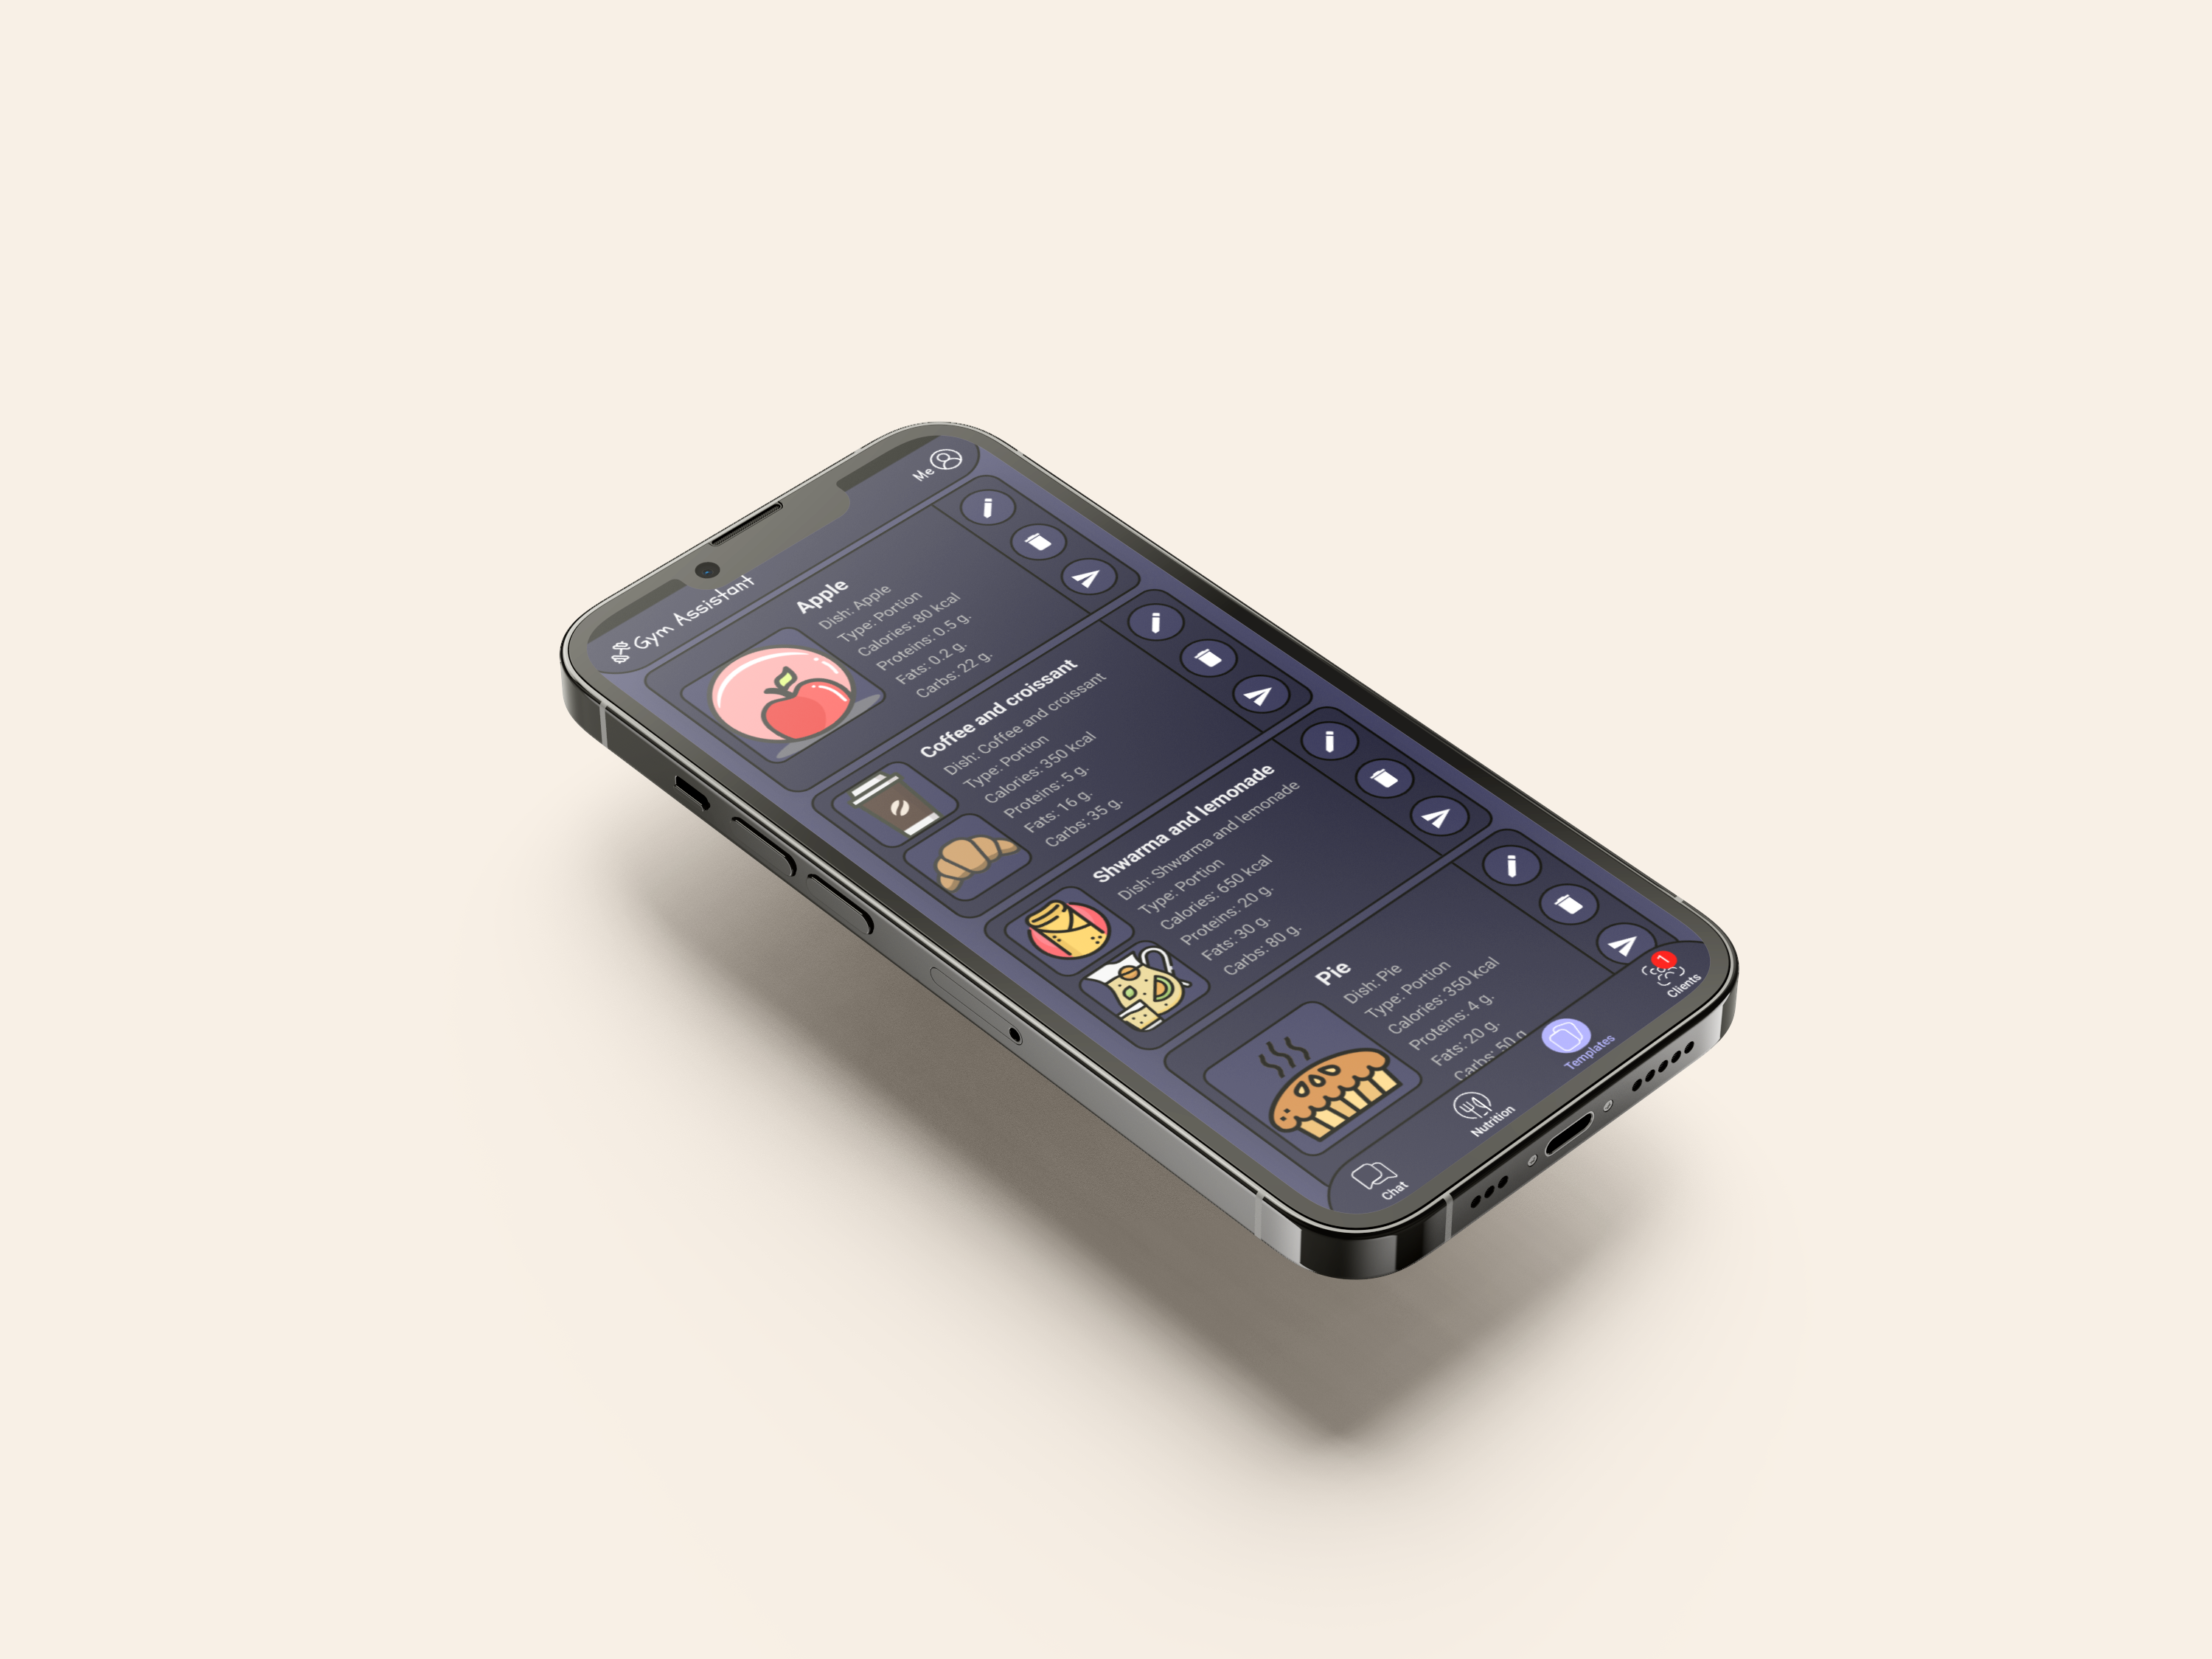 Gym Assistant
Me
Apple
Dish: Apple
Type: Portion
Calories: 80 kcal
Proteins: 0.5 g.
Fats: 0.2 g.
Carbs: 22 g.
Coffee and croissant
Dish: Coffee and croissant
Type: Portion
Calories: 350 kcal
Proteins: 5 g.
Fats: 16 g.
Carbs: 35 g.
Shwarma and lemonade
Dish: Shwarma and lemonade
Type: Portion
Calories: 650 kcal
Proteins: 20 g.
Fats: 30 g.
Carbs: 80 g.
Pie
Dish: Pie
Type: Portion
Calories: 350 kcal
Proteins: 4 g.
Fats: 20 g.
Carbs: 50 g
Chat
Nutrition
Templates
1
Clients